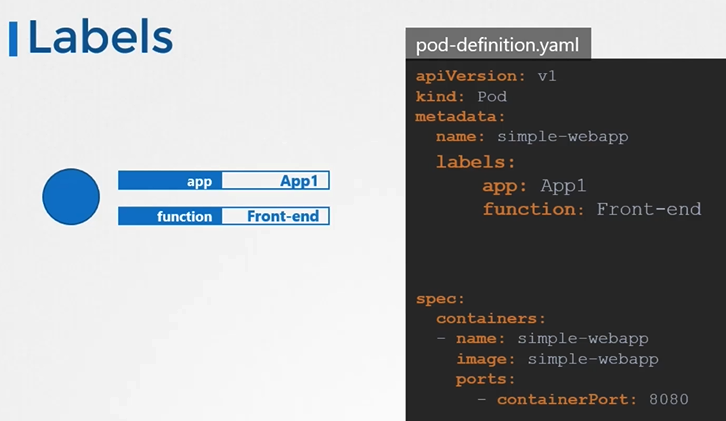 Labels
app App1
function Front-end
pod-definition.yaml
apiVersion: v1
kind: Pod
metadata:
  name: simple-webapp
  labels:
    app: App1
    function: Front-end
spec:
  containers:
  - name: simple-webapp
    image: simple-webapp
    ports:
      - containerPort: 8080